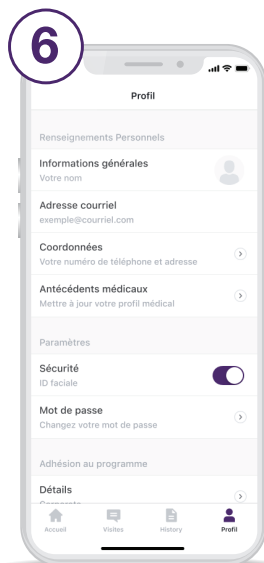 6
Profil
Renseignements Personnels
Informations générales
Votre nom
Adresse courriel
exemple@courriel.com
Coordonnées
Votre numéro de téléphone et adresse
Antécédents médicaux
Mettre à jour votre profil médical
Paramètres
Sécurité
ID faciale
Mot de passe
Changez votre mot de passe
Adhésion au programme
Détails
Accueil Visites History Profil